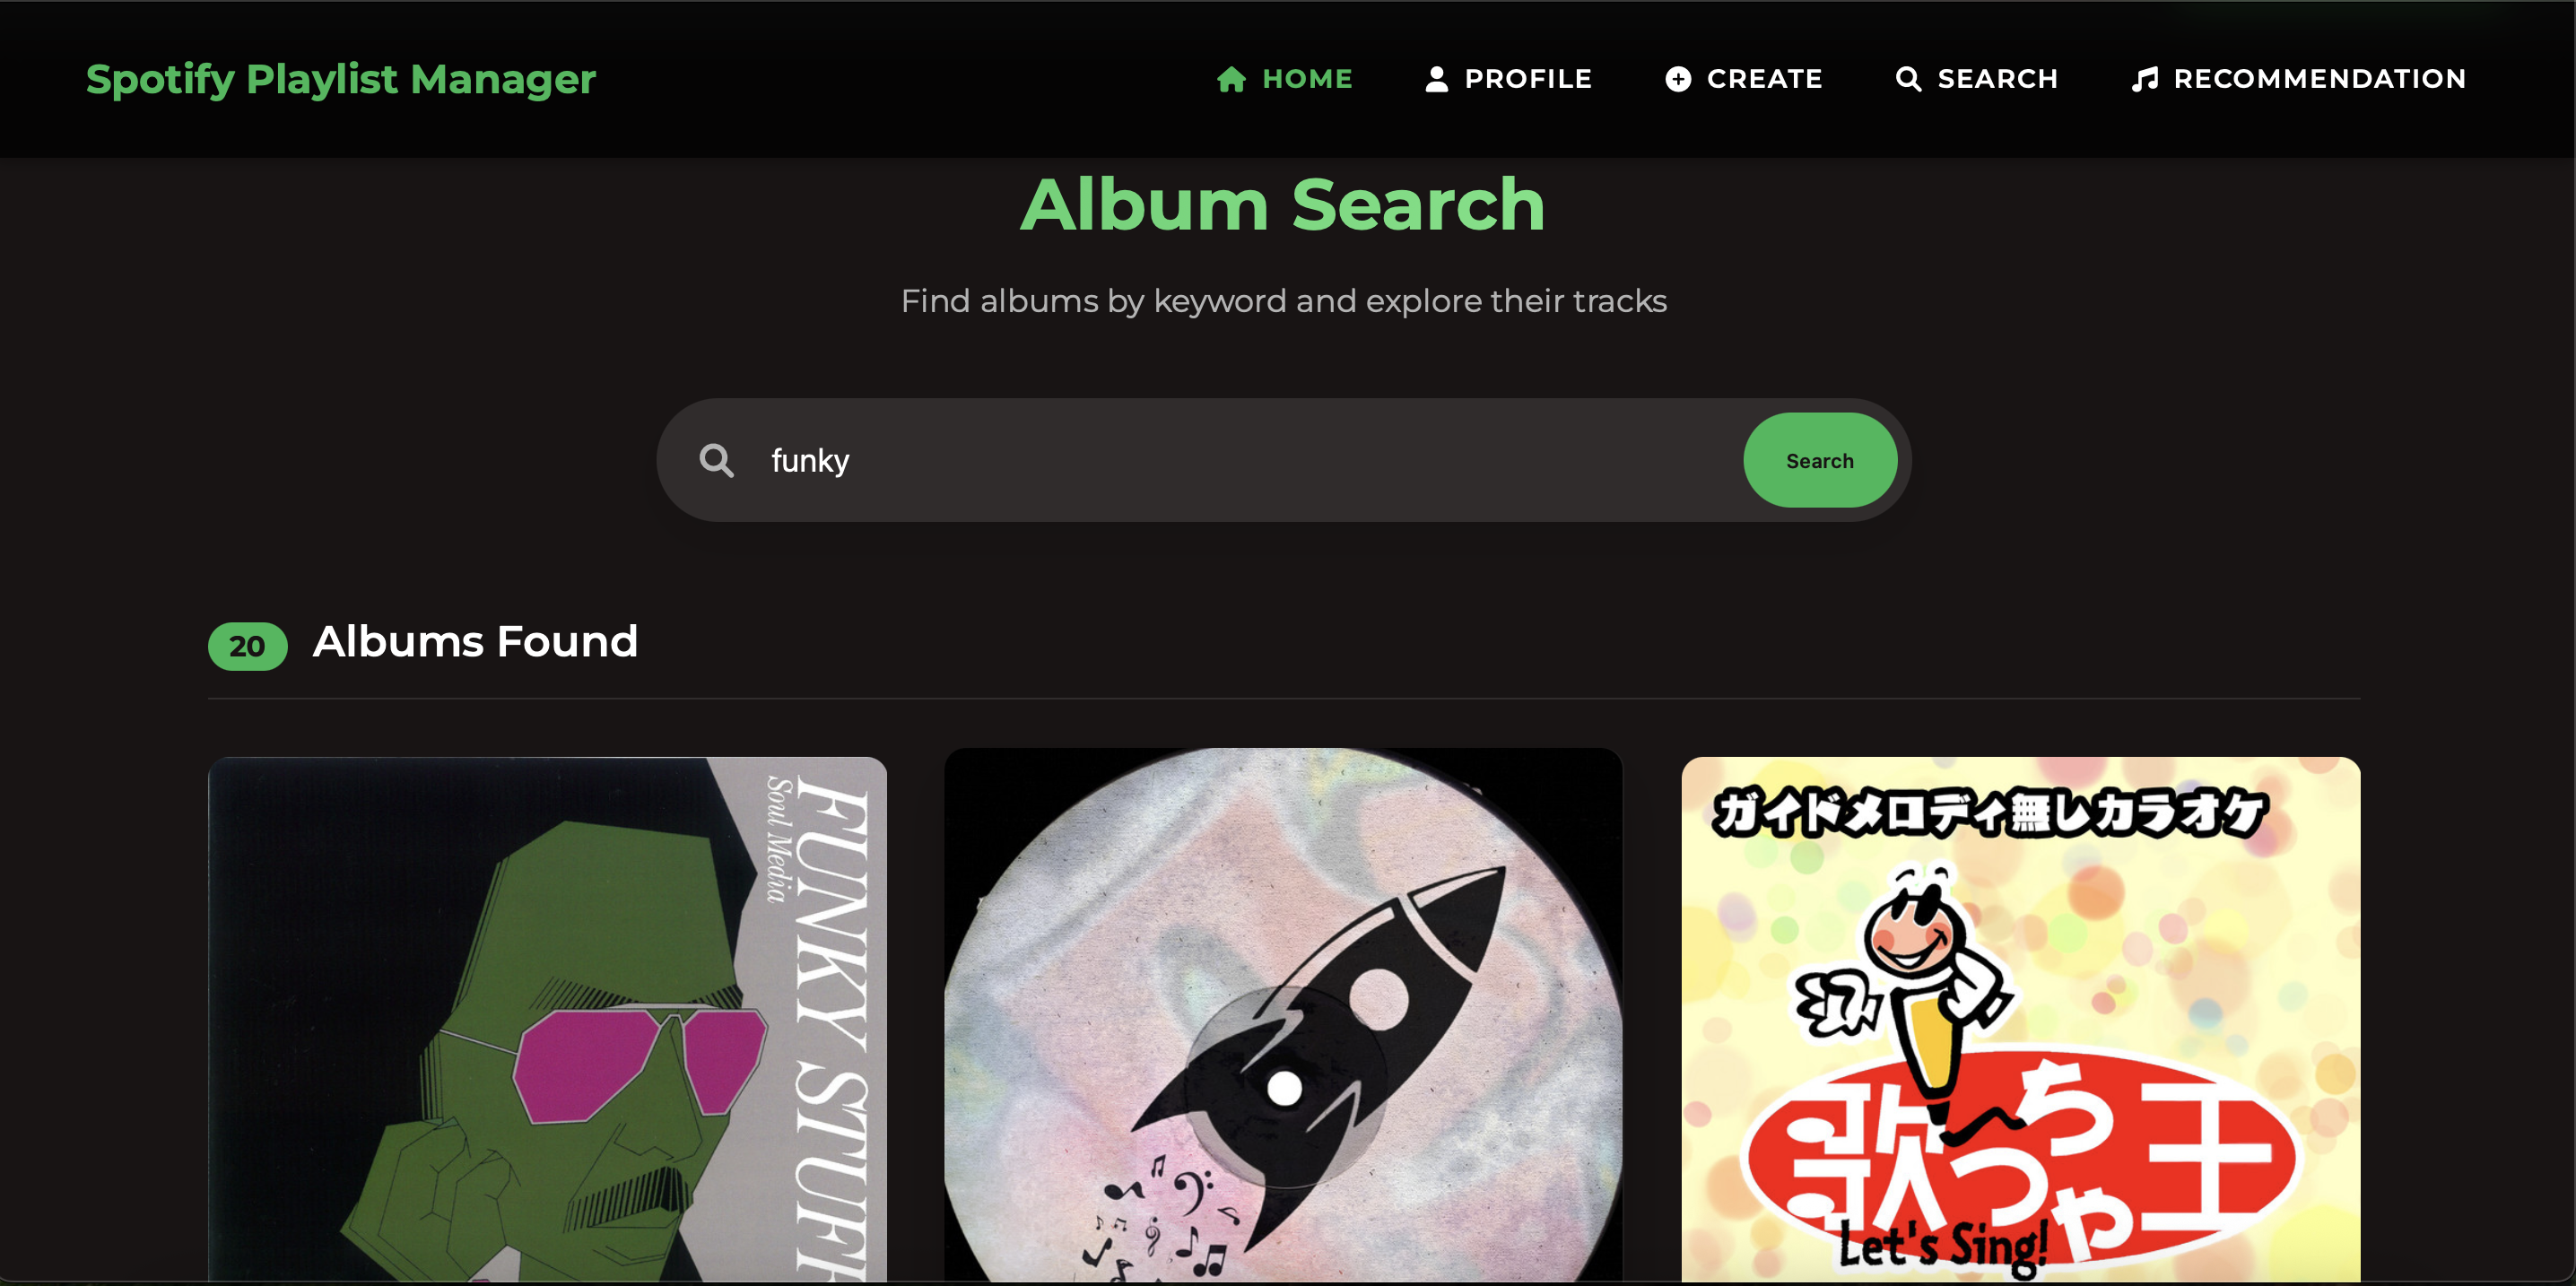 Spotify Playlist Manager
HOME
PROFILE
CREATE
SEARCH
RECOMMENDATION
Album Search
Find albums by keyword and explore their tracks
funky
Search
20 Albums Found
FUNKY STUFF
Soul Media
ガイドメロディ無しカラオケ
歌っちゃ王
Let's Sing!